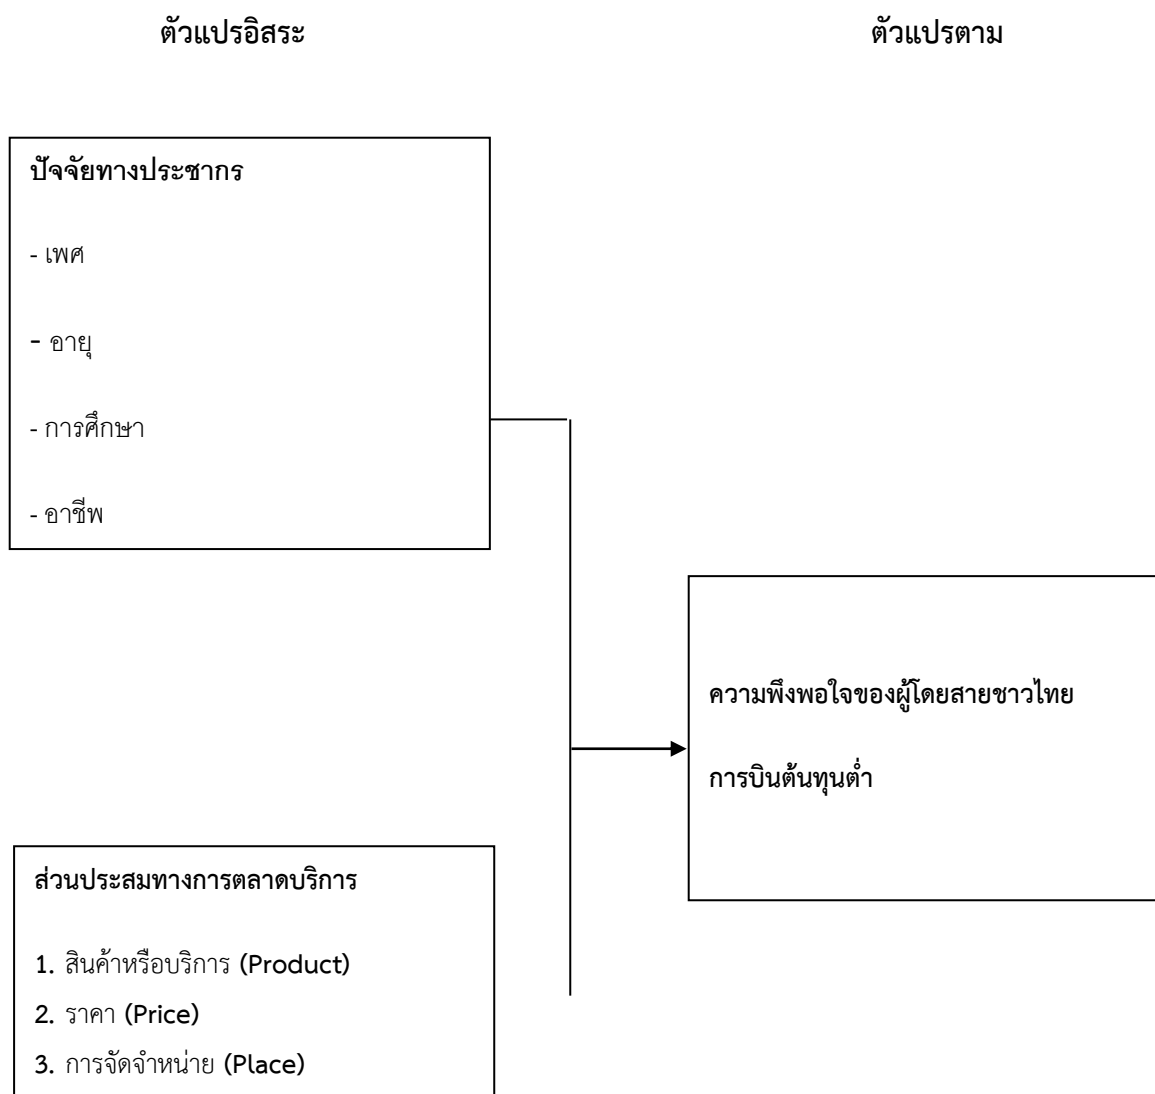 ตัวแปรอิสระ
ตัวแปรตาม
ปัจจัยทางประชากร
- เพศ
- อายุ
- การศึกษา
- อาชีพ
ความพึงพอใจของผู้โดยสายชาวไทย
การบินต้นทุนต่ำ
ส่วนประสมทางการตลาดบริการ
1. สินค้าหรือบริการ (Product)
2. ราคา (Price)
3. การจัดจำหน่าย (Place)